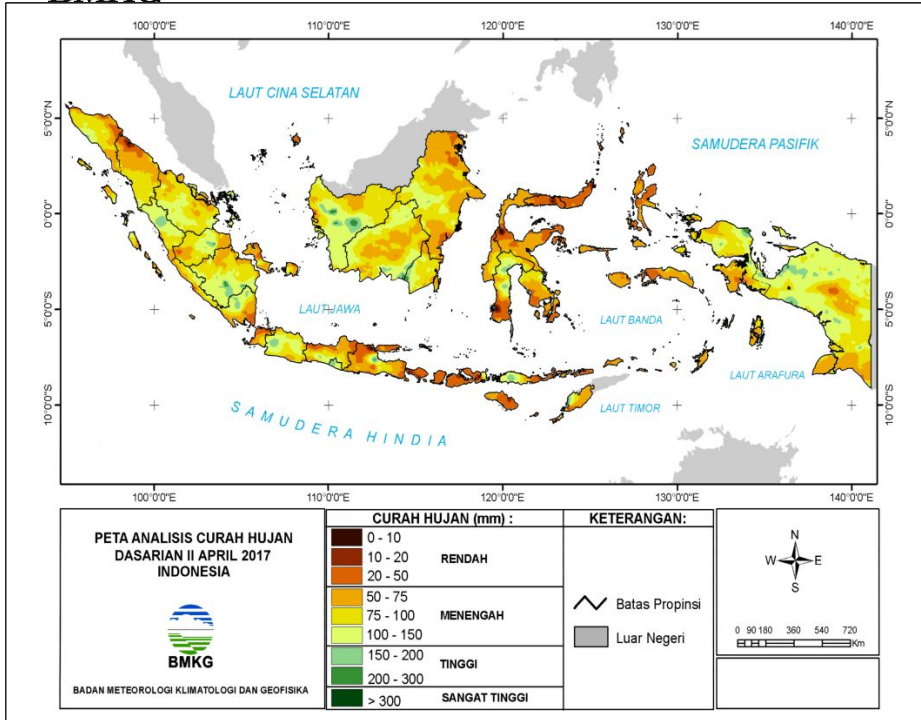 100°0'0"E 110°0'0"E 120°0'0"E 130°0'0"E 140°0'0"E
LAUT CINA SELATAN
5°0'0"N 5°0'0"N
SAMUDERA PASIFIK
0°0'0" 0°0'0"
LAUT JAWA
LAUT BANDA
5°0'0"S 5°0'0"S
LAUT ARAFURA
LAUT TIMOR
10°0'0"S 10°0'0"S
SAMUDERA HINDIA
100°0'0"E 110°0'0"E 120°0'0"E 130°0'0"E 140°0'0"E
PETA ANALISIS CURAH HUJAN
DASARIAN II APRIL 2017
INDONESIA
BMKG
BADAN METEOROLOGI KLIMATOLOGI DAN GEOFISIKA
CURAH HUJAN (mm) :
0 - 10
10 - 20 RENDAH
20 - 50
50 - 75
75 - 100 MENENGAH
100 - 150
150 - 200 TINGGI
200 - 300
> 300 SANGAT TINGGI
KETERANGAN:
Batas Propinsi
Luar Negeri
N
W E
S
0 90 180 360 540 720
Km